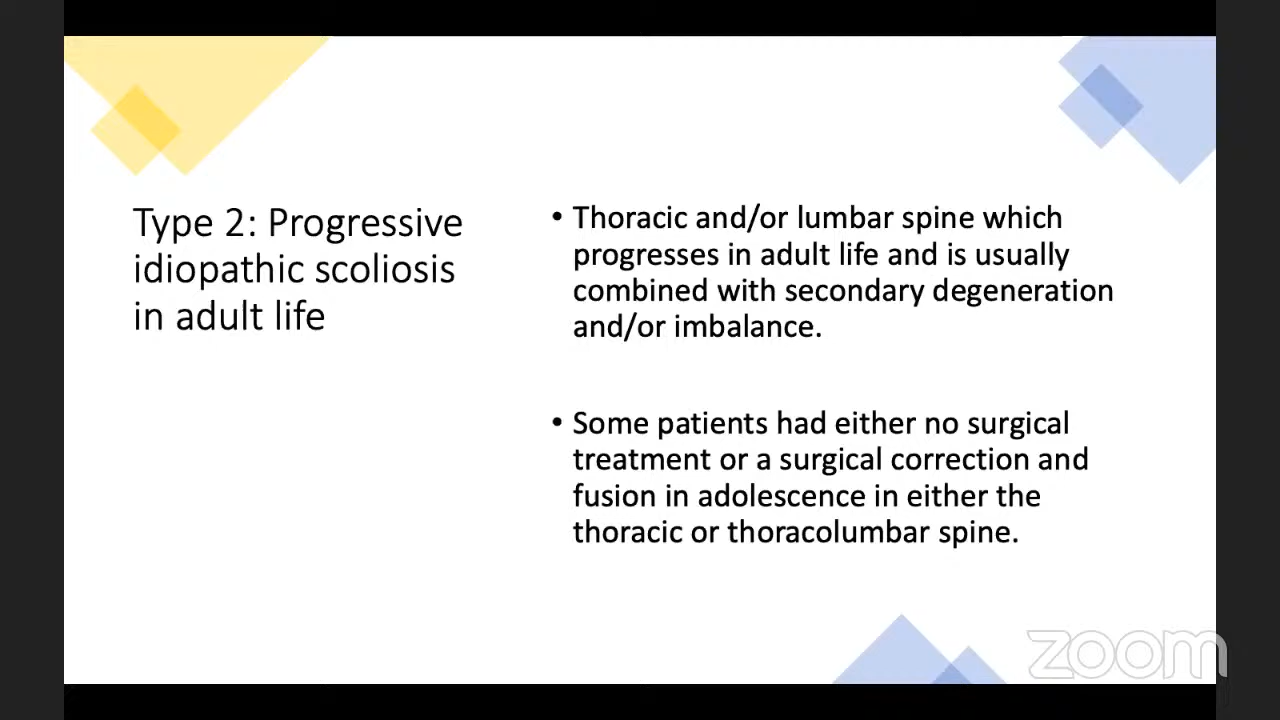 Type 2: Progressive
idiopathic scoliosis
in adult life
• Thoracic and/or lumbar spine which
progresses in adult life and is usually
combined with secondary degeneration
and/or imbalance.
• Some patients had either no surgical
treatment or a surgical correction and
fusion in adolescence in either the
thoracic or thoracolumbar spine.
zoom